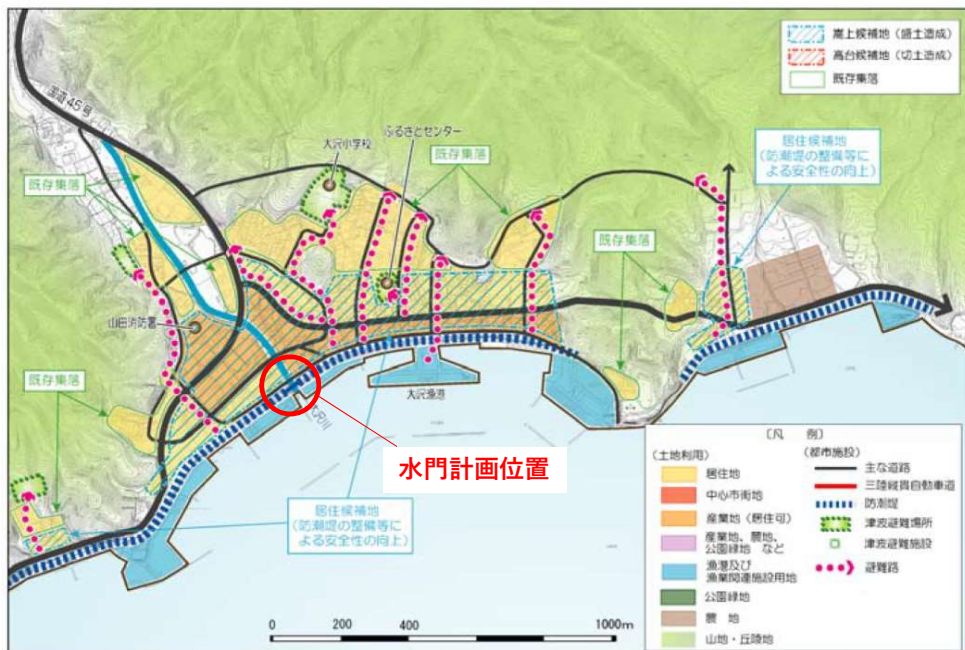 嵩上候補地（盛土造成）
高台候補地（切土造成）
既存集落
国道45号
ふるさとセンター
大沢小学校
既存集落
居住候補地
（防潮堤の整備等に
よる安全性の向上）
既存集落
既存集落
山田消防署
既存集落
大沢川
大沢漁港
水門計画位置
居住候補地
（防潮堤の整備等に
よる安全性の向上）
0 200 400 1000m
〔凡 例〕
（土地利用）
居住地
中心市街地
産業地（居住可）
産業地、農地、
公園緑地 など
漁港及び
漁業関連施設用地
公園緑地
農 地
山地・丘陵地
（都市施設）
主な道路
三陸縦貫自動車道
防潮堤
津波避難場所
津波避難施設
避難路